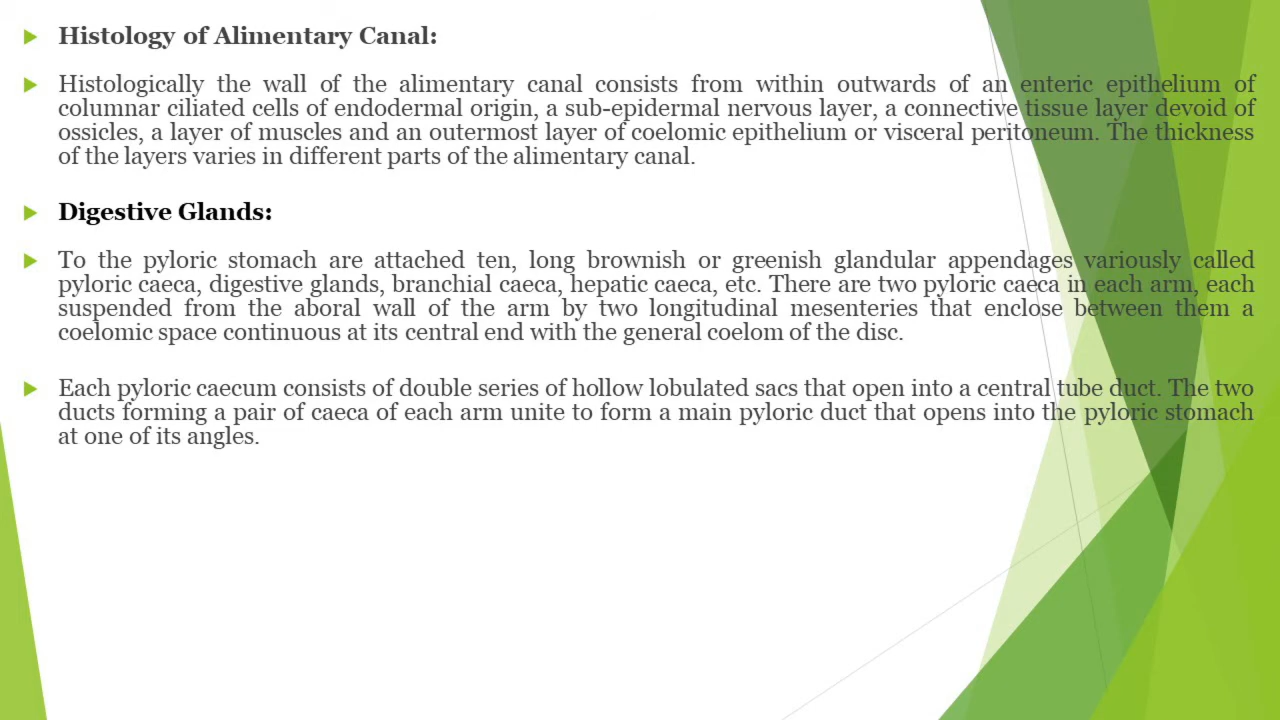 Histology of Alimentary Canal:
Histologically the wall of the alimentary canal consists from within outwards of an enteric epithelium of
columnar ciliated cells of endodermal origin, a sub-epidermal nervous layer, a connective tissue layer devoid of
ossicles, a layer of muscles and an outermost layer of coelomic epithelium or visceral peritoneum. The thickness
of the layers varies in different parts of the alimentary canal.
Digestive Glands:
To the pyloric stomach are attached ten, long brownish or greenish glandular appendages variously called
pyloric caeca, digestive glands, branchial caeca, hepatic caeca, etc. There are two pyloric caeca in each arm, each
suspended from the aboral wall of the arm by two longitudinal mesenteries that enclose between them a
coelomic space continuous at its central end with the general coelom of the disc.
Each pyloric caecum consists of double series of hollow lobulated sacs that open into a central tube duct. The two
ducts forming a pair of caeca of each arm unite to form a main pyloric duct that opens into the pyloric stomach
at one of its angles.